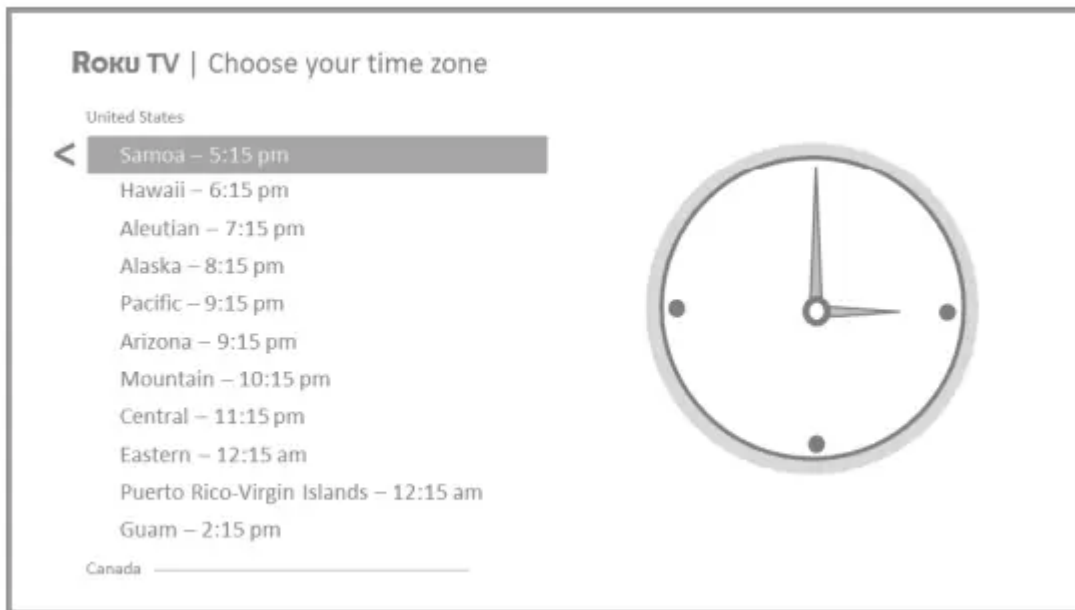 ROKU TV | Choose your time zone
United States
<
Samoa – 5:15 pm
Hawaii – 6:15 pm
Aleutian – 7:15 pm
Alaska – 8:15 pm
Pacific – 9:15 pm
Arizona – 9:15 pm
Mountain – 10:15 pm
Central – 11:15 pm
Eastern – 12:15 am
Puerto Rico-Virgin Islands – 12:15 am
Guam – 2:15 pm
Canada